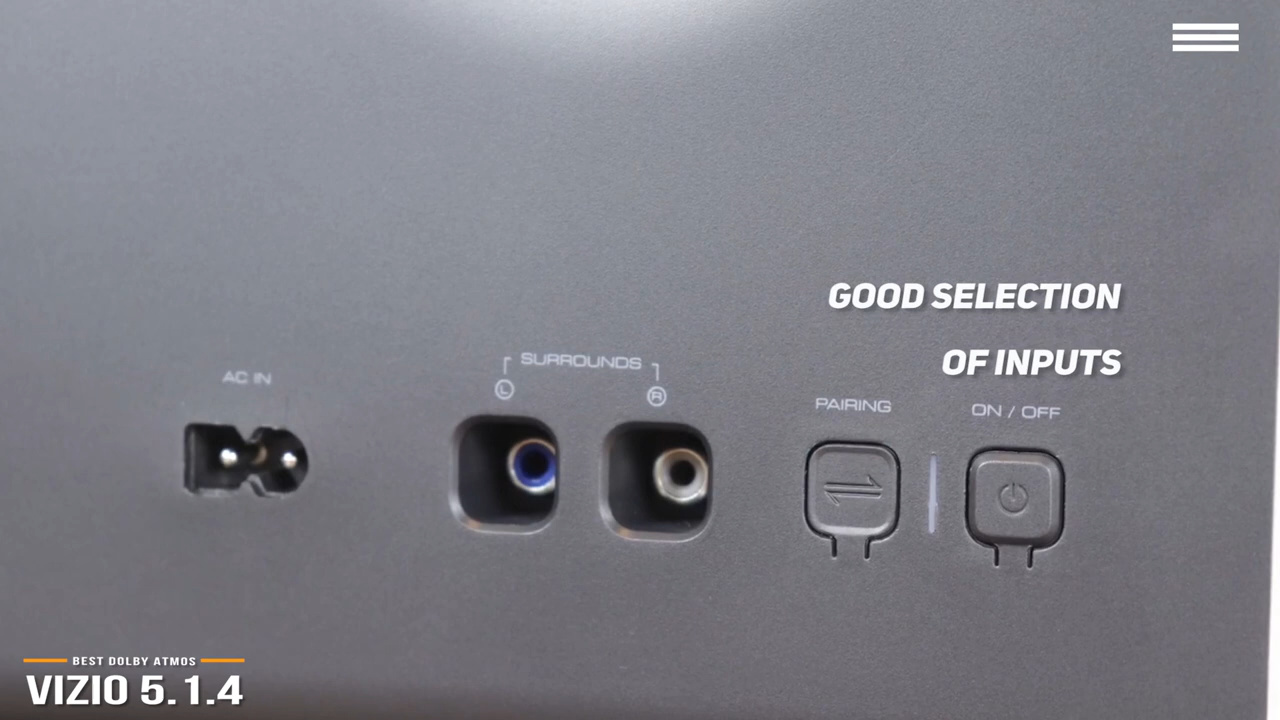 GOOD SELECTION
OF INPUTS
AC IN
SURROUNDS
L
R
PAIRING
ON / OFF
BEST DOLBY ATMOS
VIZIO 5.1.4